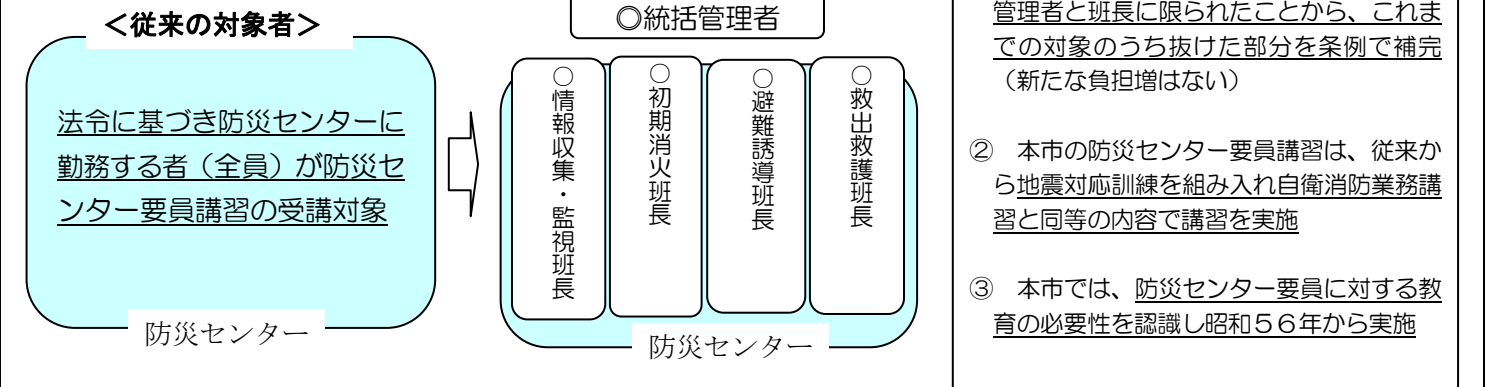 ＜従来の対象者＞
法令に基づき防災センターに
勤務する者（全員）が防災セ
ンター要員講習の受講対象
防災センター
◎統括管理者
○情報収集・監視班長
○初期消火班長
○避難誘導班長
○救出救護班長
防災センター
管理者と班長に限られたことから、これま
での対象のうち抜けた部分を条例で補完
（新たな負担増はない）
②　本市の防災センター要員講習は、従来か
ら地震対応訓練を組み入れ自衛消防業務講
習と同等の内容で講習を実施
③　本市では、防災センター要員に対する教
育の必要性を認識し昭和５６年から実施